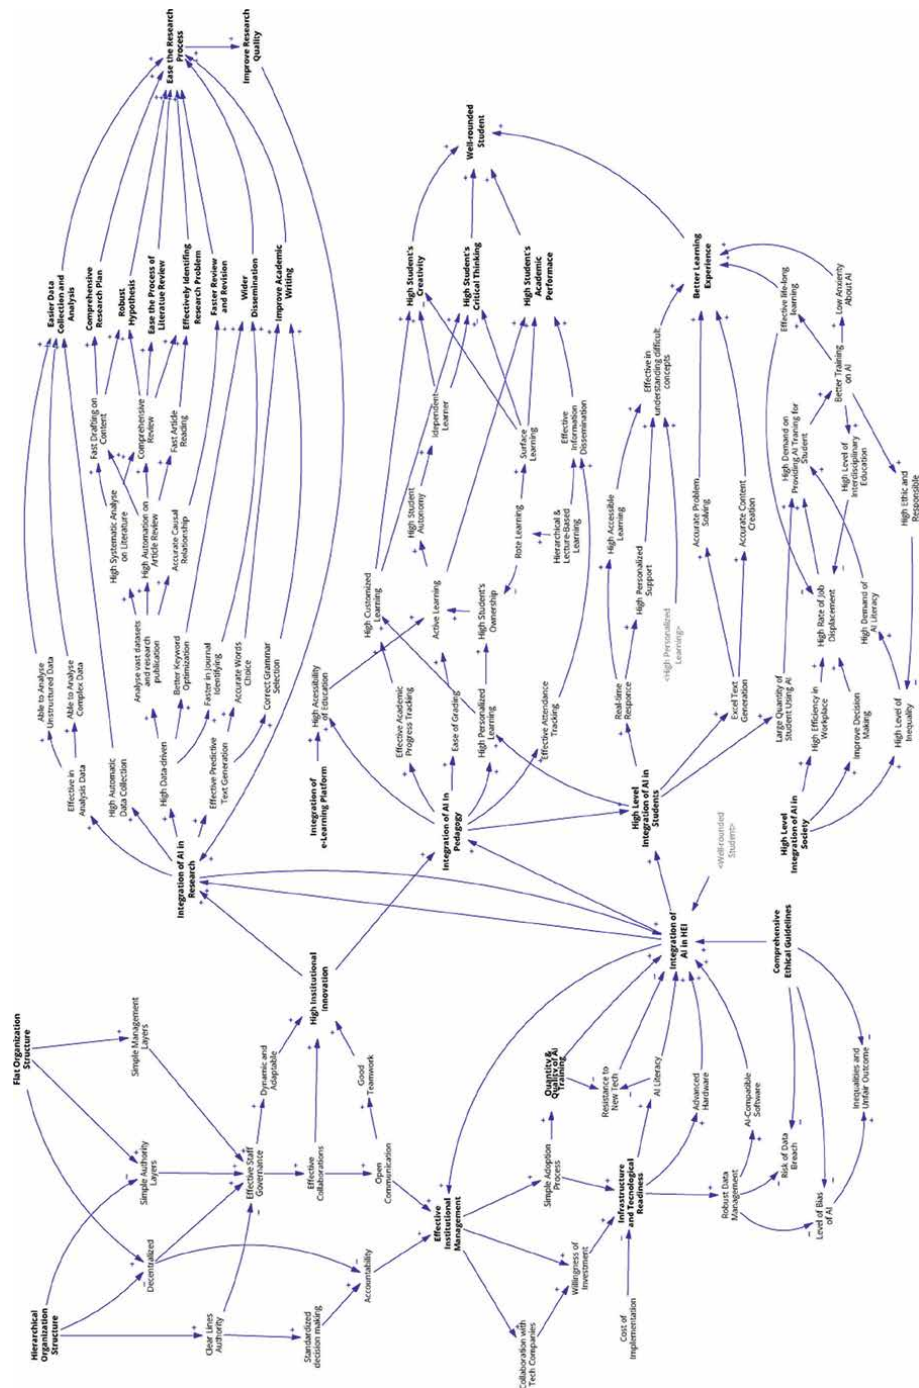 Ease the Research
Process
Improve Research
Quality
Easier Data
Collection and
Analysis
Comprehensive
Research Plan
Robust
Hypothesis
Ease the Process of
Literatue Review
Effectively Identifing
Research Problem
Faster Review
and Revision
Wider
Dissemination
Improve Academic
Writing
Fast Drafting on
Content
Comprehensive
Review
Fast Article
Reading
High Systematic Analyse
on Literature
High Automation on
Article Review
Accurate Causal
Relationship
Able to Analyse
Unstructured Data
Able to Analyse
Complex Data
Analyse vast datasets
and research
publication
Better Keyword
Optimization
Faster in Journal
Identifying
Accurate Words
Choice
Correct Grammar
Selection
Effective in
Analysis Data
High Automatic
Data Collection
High Data-driven
Effective Predictive
Text Generation
Integration of AI in
Research
Well-rounded
Student
High Student's
Creativity
High Student's
Critical Thinking
High Student's
Academic
Performace
Better Learning
Experience
Idependent
Learner
Surface
Learning
Effective
Information
Dissemination
High Student
Autonomy
Rote Learning
Hierarchical &
Lecture-Based
Learning
High Customized
Learning
Active Learning
High Student's
Ownership
High Acessibility
of Education
Effective Academic
Progress Tracking
Ease of Grading
High Personalized
Learning
Effective Attendance
Tracking
Integration of
e-Learning Platform
Integration of AI in
Pedagogy
Effective in
understanding difficult
concepts
High Accessible
Learning
High Personalized
Support
<High Personalized
Learning>
Real-time
Responce
Accurate Problem
Solving
Accurate Content
Creation
Excel Text
Generation
Large Quantity of
Student Using AI
High Level
Integration of AI in
Students
Effective life-long
learning
Low Anxienty
About AI
Better Training
on AI
High Demand on
Providing AI Traning for
Student
High Level of
Interdisciplinary
Education
High Ethic and
Responsible
High Rate of Job
Displacement
High Demand of
AI Literacy
High Efficiency in
Workplace
Improve Decision
Making
High Level of
Inequality
High Level
Integration of AI in
Society
<Well-rounded
Student>
Integration of
AI in HEI
Comprehensive
Ethical Guidelines
High Institutional
Innovation
Flat Organization
Structure
Hierarchical
Organization
Structure
Simple Management
Layers
Simple Authority
Layers
Decentralized
Clear Lines
Authority
Dynamic and
Adaptable
Effective Staff
Governance
Effective
Collaborations
Good
Teamwork
Open
Communication
Standardized
decision making
Accountability
Effective
Institutional
Management
Quantity &
Quality of AI
Training
Resistance to
New Tech
AI Literacy
Advanced
Hardware
AI-Compatible
Software
Inequalities and
Unfair Outcome
Simple Adoption
Process
Infrastructure
and Tecnological
Readiness
Robust Data
Management
Risk of Data
Breach
Level of Bias
of AI
Willingness of
Investment
Collaboration with
Tech Companies
Cost of
Implementation